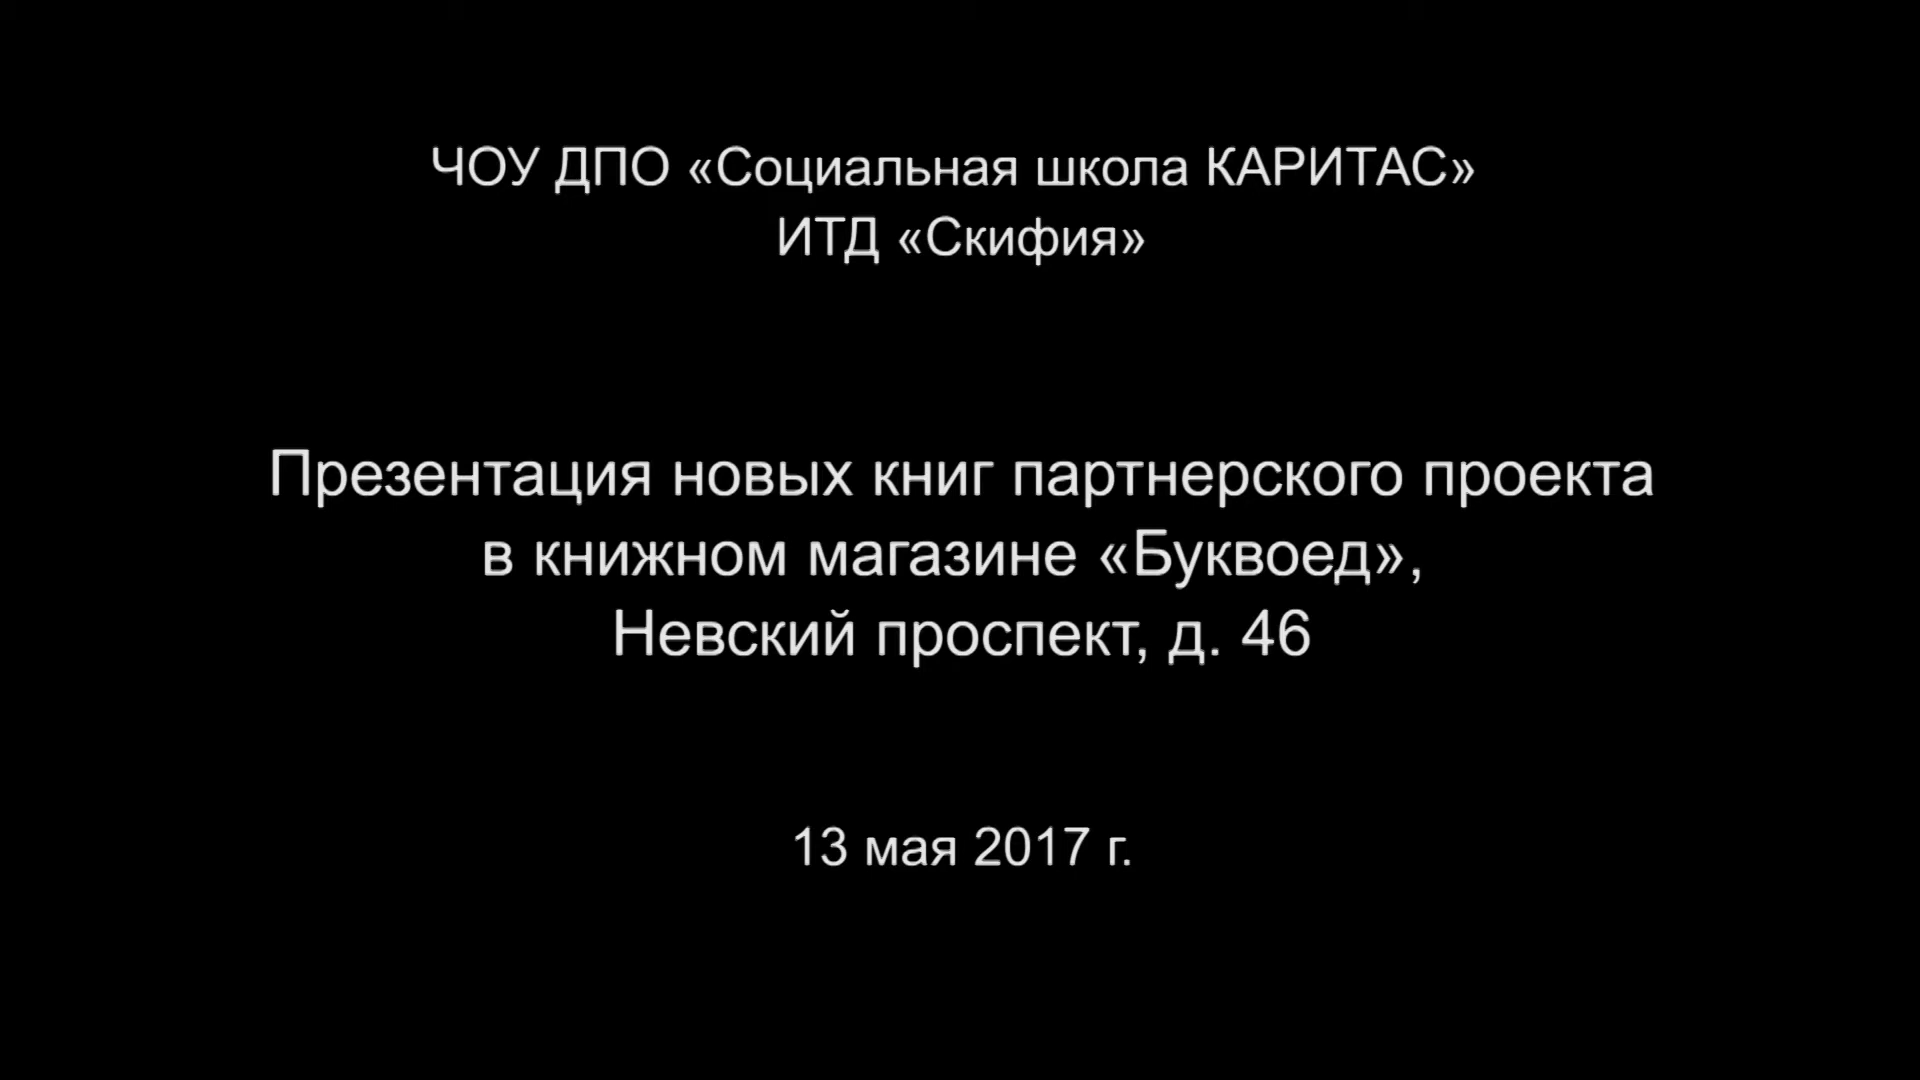 ЧОУ ДПО «Социальная школа КАРИТАС»
ИТД «Скифия»
Презентация новых книг партнерского проекта
в книжном магазине «Буквоед»,
Невский проспект, д. 46
13 мая 2017 г.